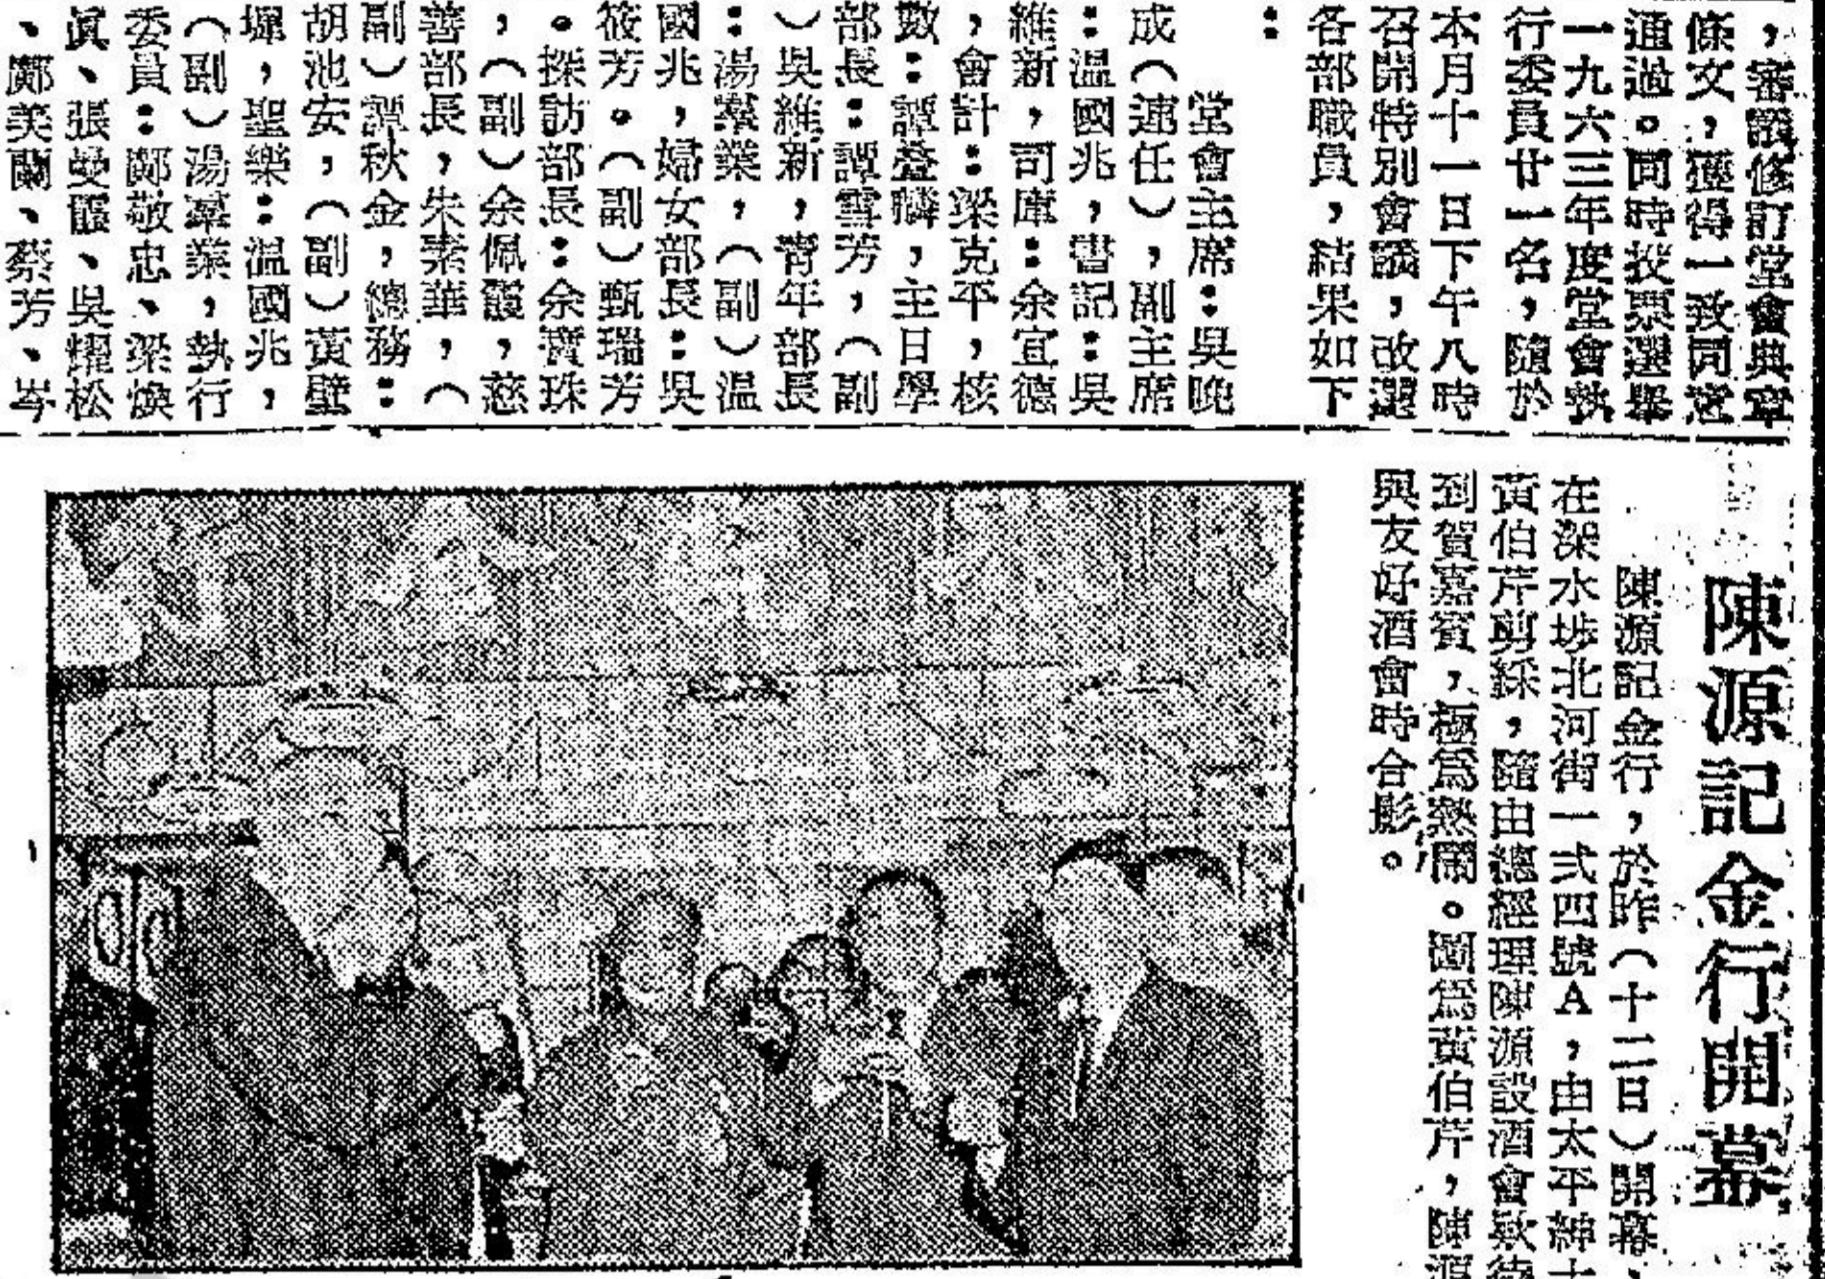 ，審議修訂堂會典章
條文，獲得一致同意
通過。同時投票選舉
一九六三年度堂會執
行委員廿一名，隨於
本月十一日下午八時
召開特別會議，改選
各部職員，結果如下
：
堂會主席：吳晚
成（連任），副主席
：温國兆，書記：吳
維新，司庫：余宣德
，會計：梁克平，核
數：譚登麟，主日學
部長：譚雪芳，（副
）吳維新，青年部長
：湯羣業，（副）温
國兆，婦女部長：吳
筱芳。（副）甄瑞芳
。探訪部長：余寶珠
，（副）余佩霞，慈
善部長，朱素華，（
副）譚秋金，總務：
胡池安，（副）黃壁
墀，聖樂：温國兆，
（副）湯羣業，執行
委員：鄺敬忠、梁煥
眞、張曼 、吳耀松
、鄺美蘭、蔡芳、岑
陳源記金行開幕
陳源記金行，於昨（十二日）開幕，
在深水埗北河街一弍四號A，由太平紳士
黃伯芹剪綵，隨由總經理陳源設酒會欵待
到賀嘉賓，極爲熱閙。圖爲黃伯芹，陳源
與友好酒會時合影。